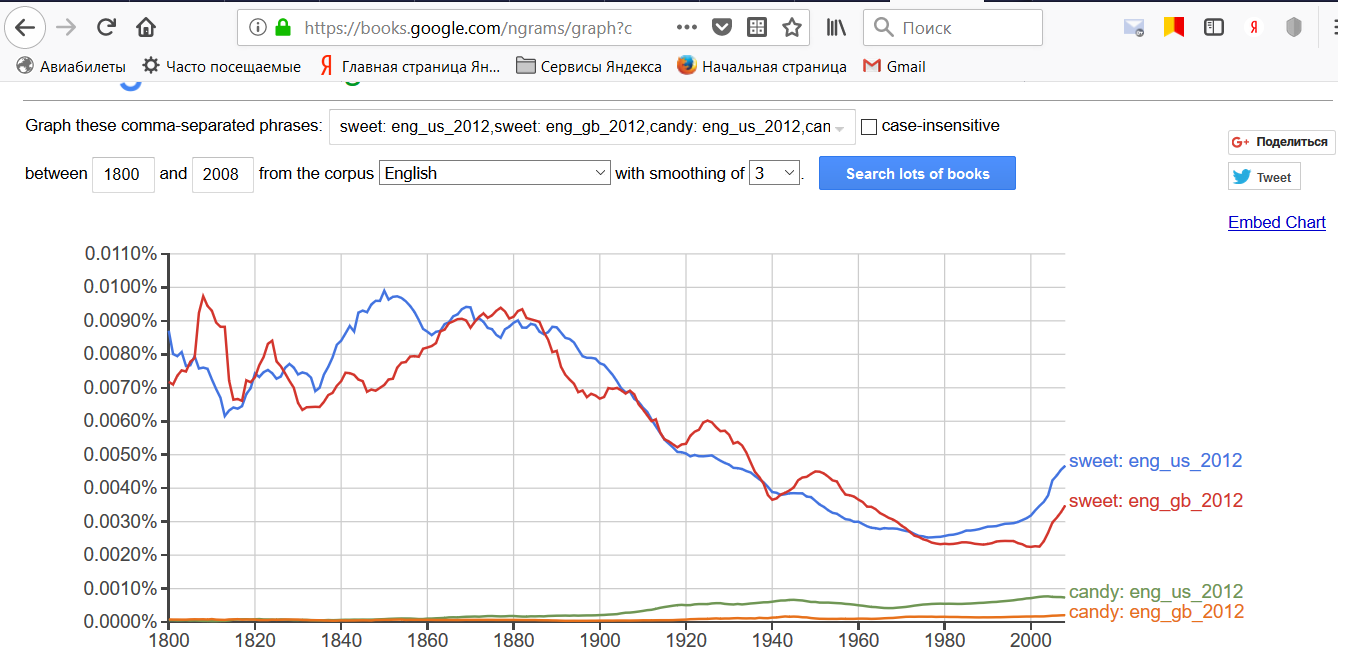 https://books.google.com/ngrams/graph?c
Поиск
Авиабилеты Часто посещаемые Главная страница Ян... Сервисы Яндекса Начальная страница Gmail
Graph these comma-separated phrases: sweet: eng_us_2012,sweet: eng_gb_2012,candy: eng_us_2012,can case-insensitive
G+ Поделиться
between 1800 and 2008 from the corpus English with smoothing of 3. Search lots of books
Tweet
Embed Chart
0.0110%
0.0100%
0.0090%
0.0080%
0.0070%
0.0060%
0.0050%
0.0040%
0.0030%
0.0020%
0.0010%
0.0000%
sweet: eng_us_2012
sweet: eng_gb_2012
candy: eng_us_2012
candy: eng_gb_2012
1800 1820 1840 1860 1880 1900 1920 1940 1960 1980 2000